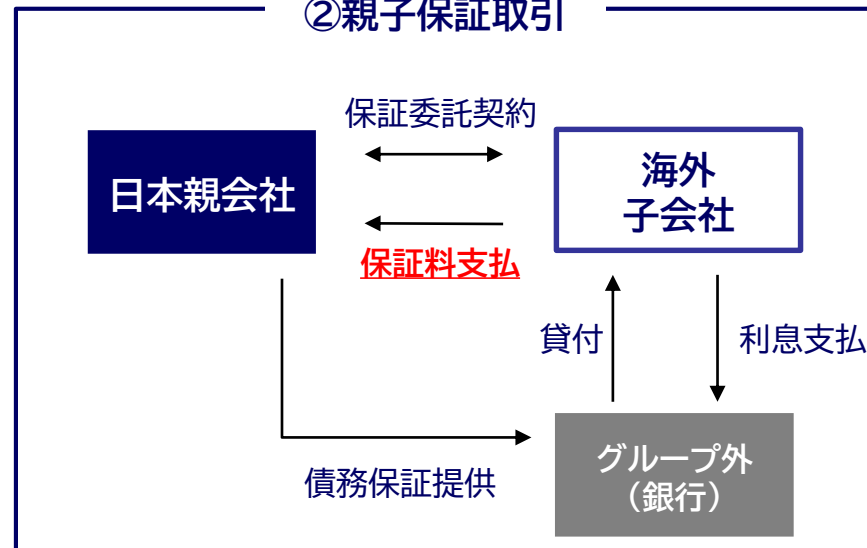 ②親子保証取引
保証委託契約
日本親会社
海外
子会社
保証料支払
貸付
利息支払
債務保証提供
グループ外
（銀行）